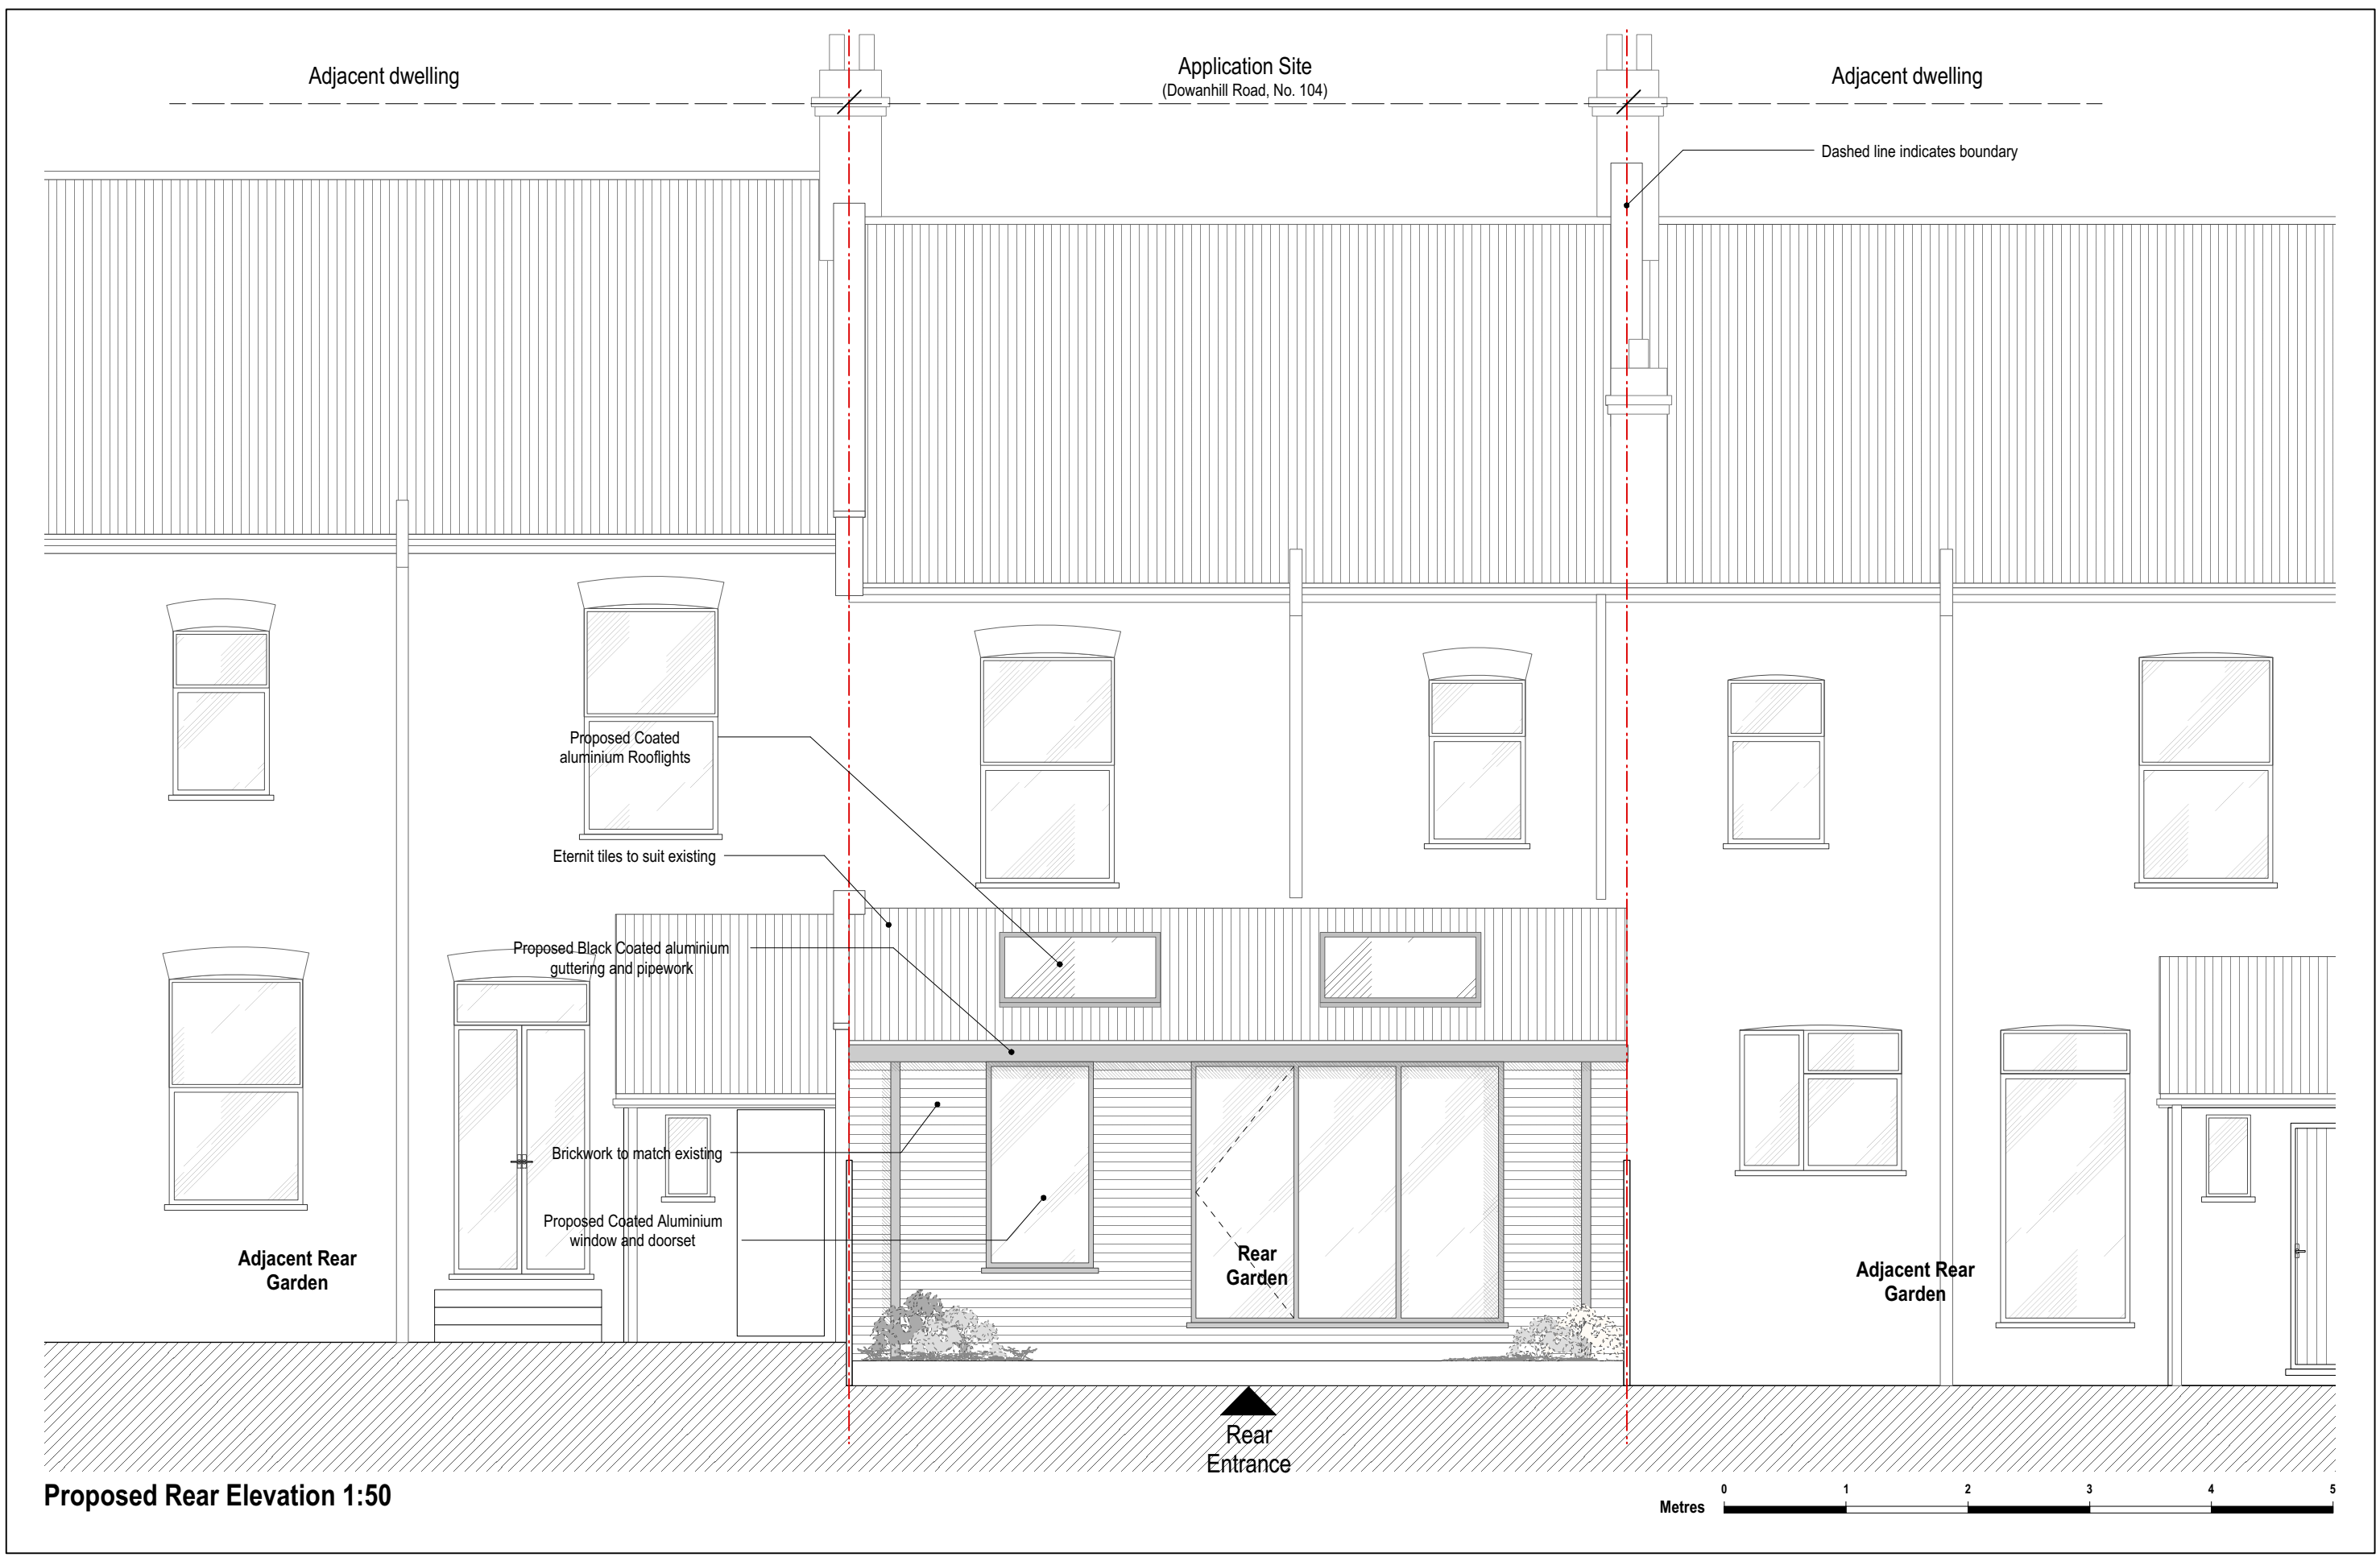 Adjacent dwelling
Application Site
(Dowanhill Road, No. 104)
Adjacent dwelling
Dashed line indicates boundary
Proposed Coated
aluminium Rooflights
Eternit tiles to suit existing
Proposed Black Coated aluminium
guttering and pipework
Brickwork to match existing
Proposed Coated Aluminium
window and doorset
Adjacent Rear
Garden
Rear
Garden
Adjacent Rear
Garden
Rear
Entrance
Proposed Rear Elevation 1:50
Metres
0 1 2 3 4 5